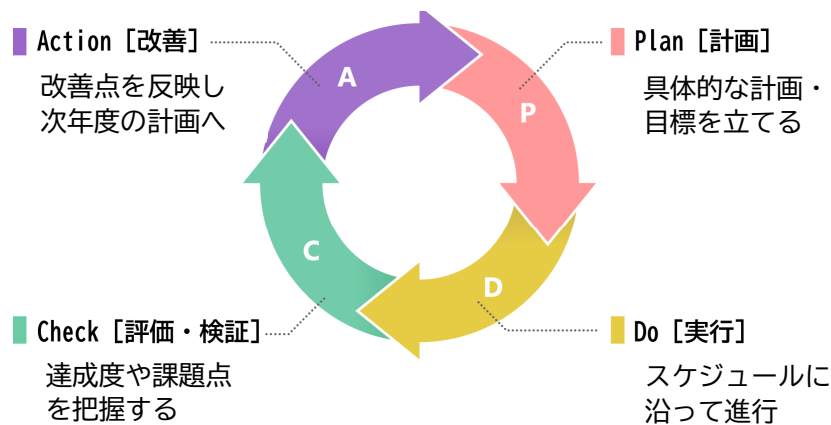 Action [改善]
改善点を反映し
次年度の計画へ
A
Plan [計画]
具体的な計画・
目標を立てる
P
C
D
Check [評価・検証]
達成度や課題点
を把握する
Do [実行]
スケジュールに
沿って進行